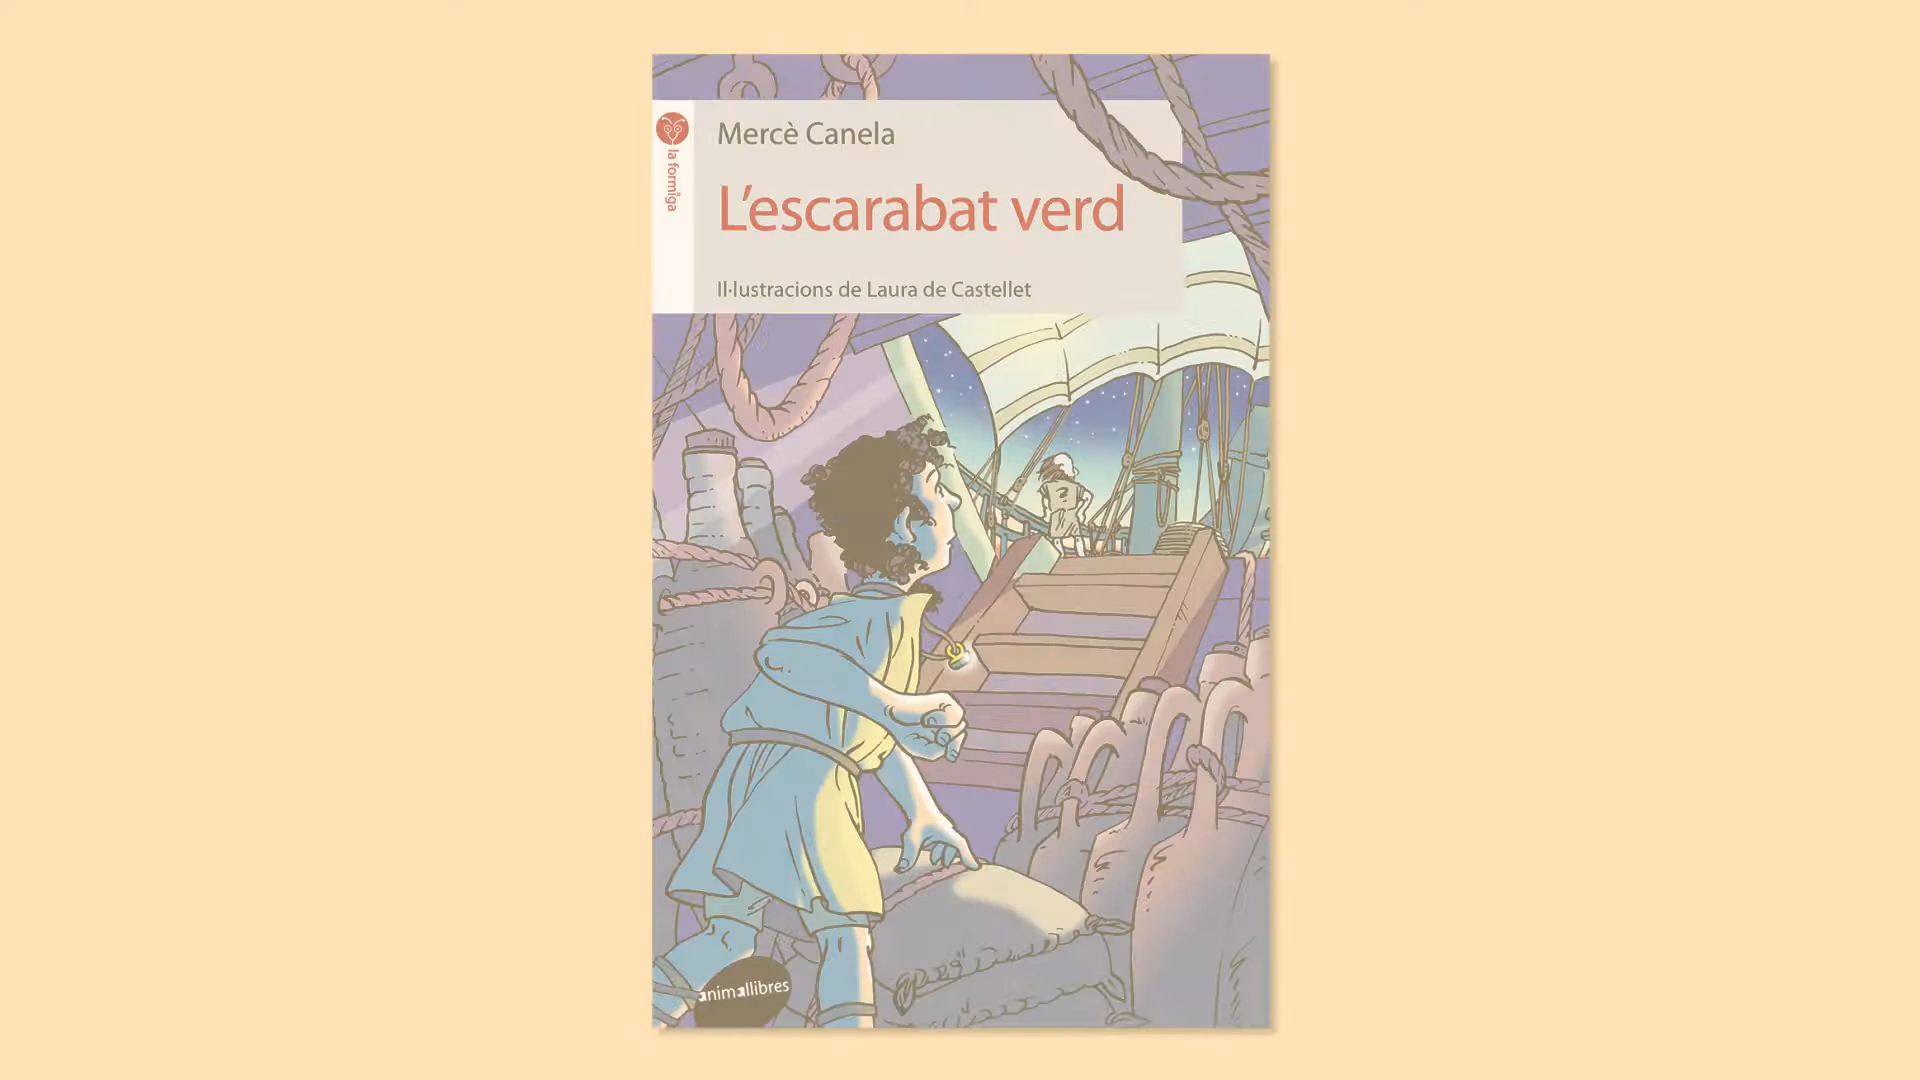 Mercè Canela
la formiga
L'escarabat verd
Il·lustracions de Laura de Castellet
animallibres